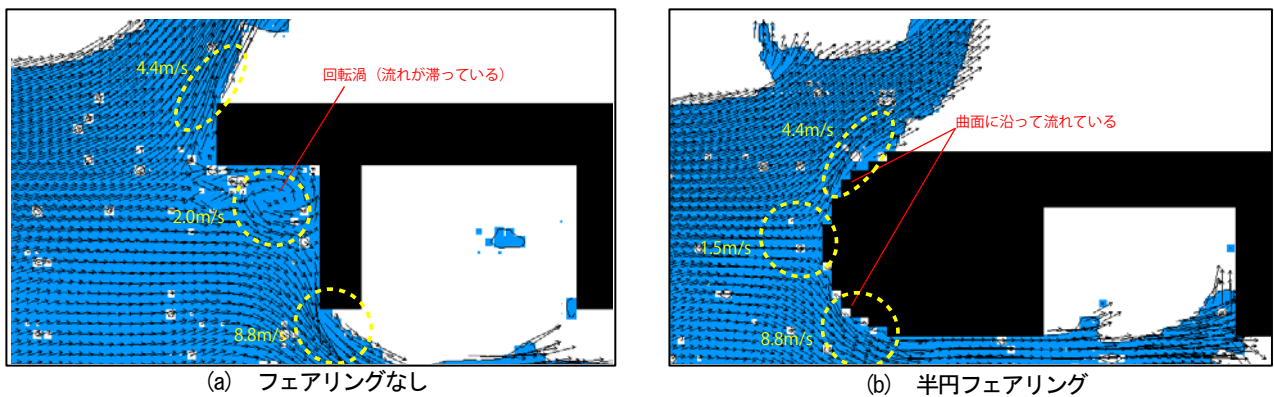 4.4m/s
回転渦（流れが滞っている）
2.0m/s
8.8m/s
(a) フェアリングなし
4.4m/s
曲面に沿って流れている
1.5m/s
8.8m/s
(b) 半円フェアリング